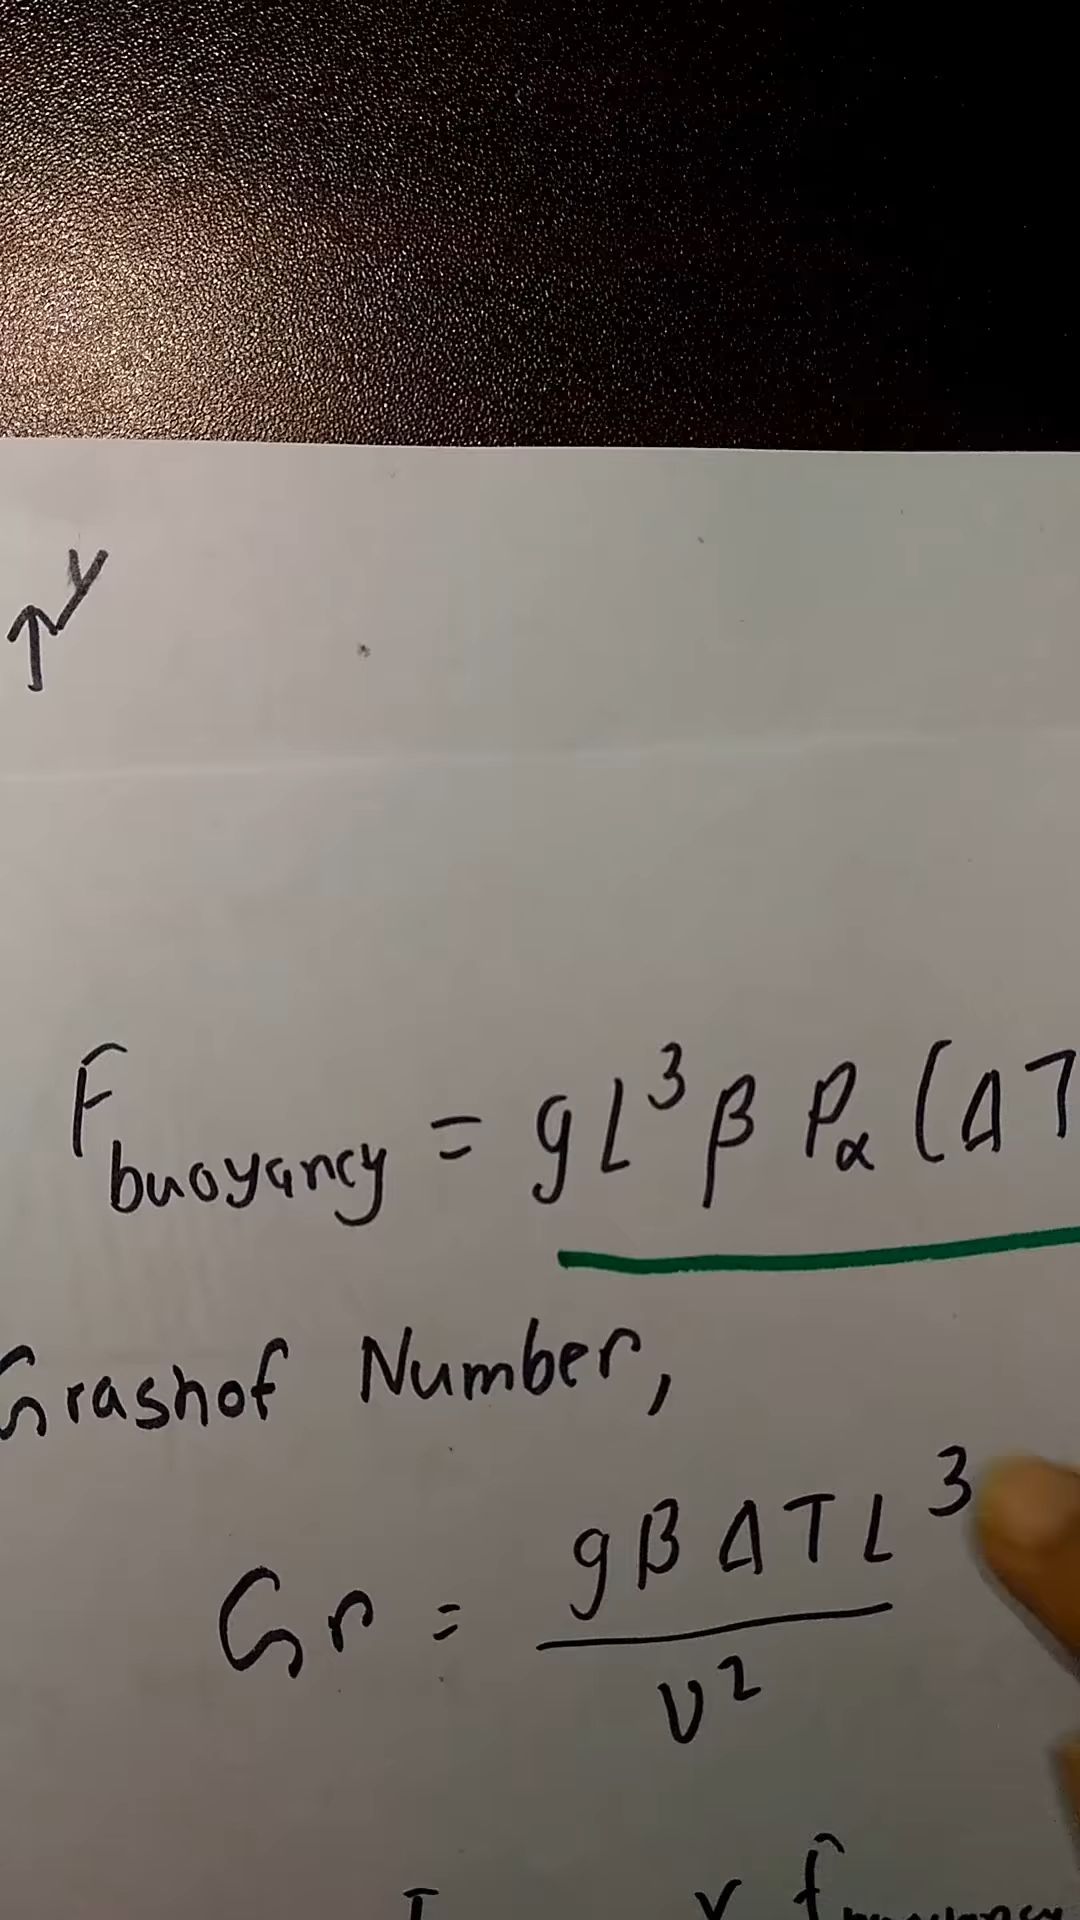 y
F buoyancy = gL³β ρα (ΔT
Grashof Number,
Gr = gβΔTL³ / ν²